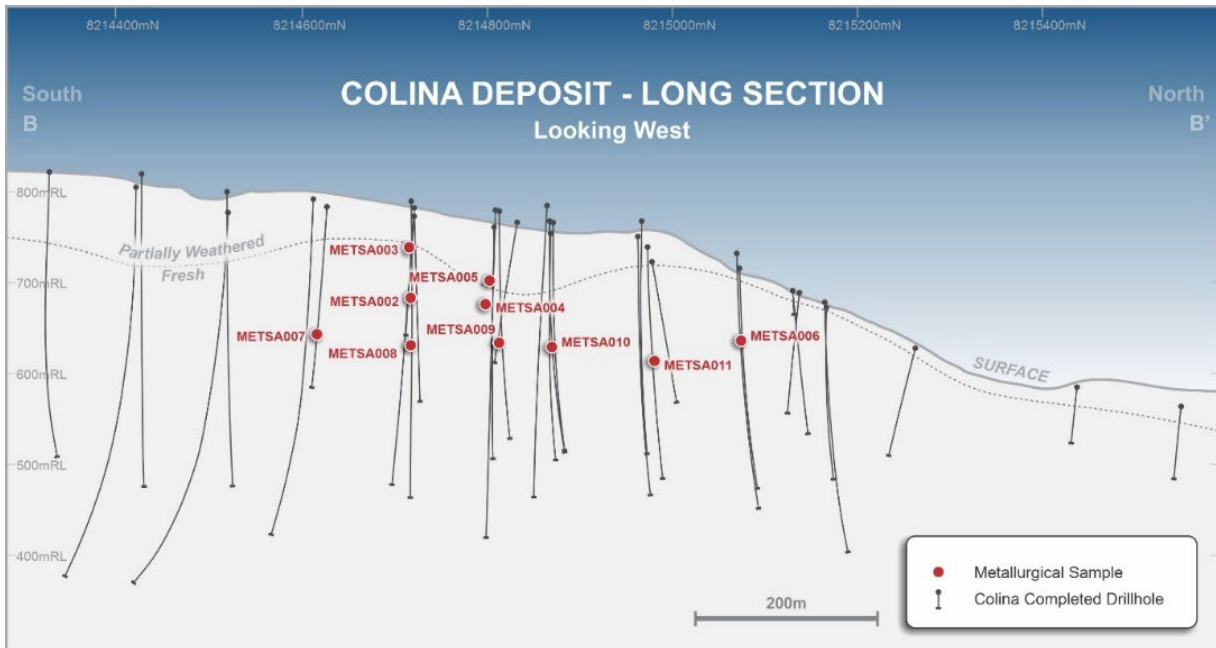 8214400mN 8214600mN 8214800mN 8215000mN 8215200mN 8215400mN
South
B
COLINA DEPOSIT - LONG SECTION
Looking West
North
B'
800mRL
Partially Weathered
Fresh
METSA003
700mRL
METSA005
METSA002
METSA004
METSA007
METSA009
METSA008
METSA010
METSA006
METSA011
600mRL
SURFACE
500mRL
400mRL
200m
Metallurgical Sample
Colina Completed Drillhole